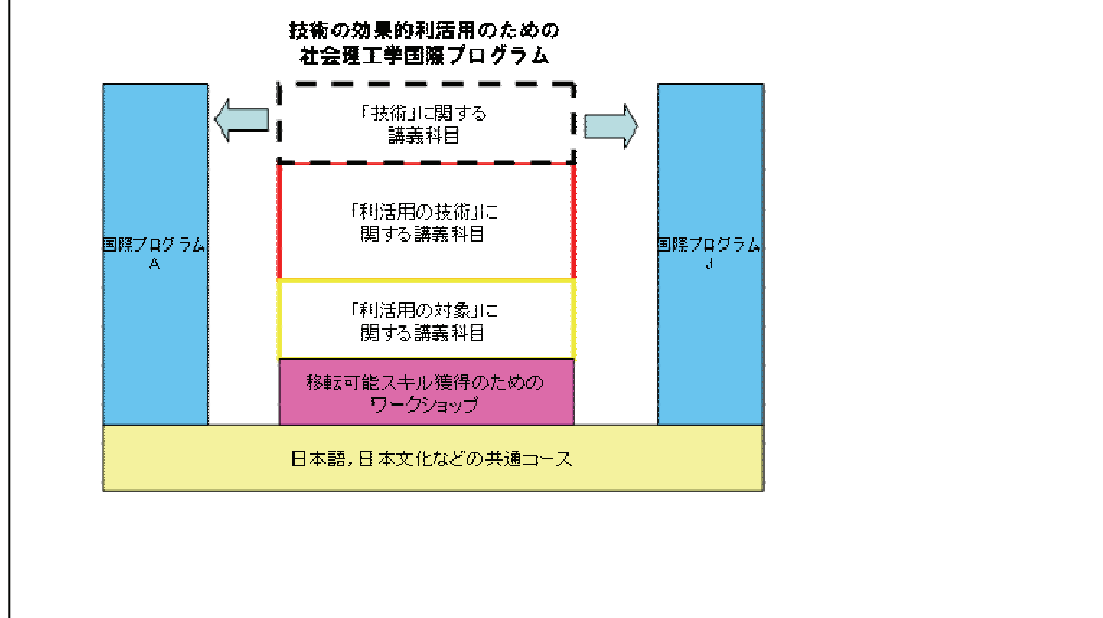 技術の効果的利活用のための
社会理工学国際プログラム
「技術」に関する
講義科目
「利活用の技術」に
関する講義科目
国際プログラム
A
国際プログラム
J
「利活用の対象」に
関する講義科目
移転可能スキル獲得のための
ワークショップ
日本語，日本文化などの共通コース